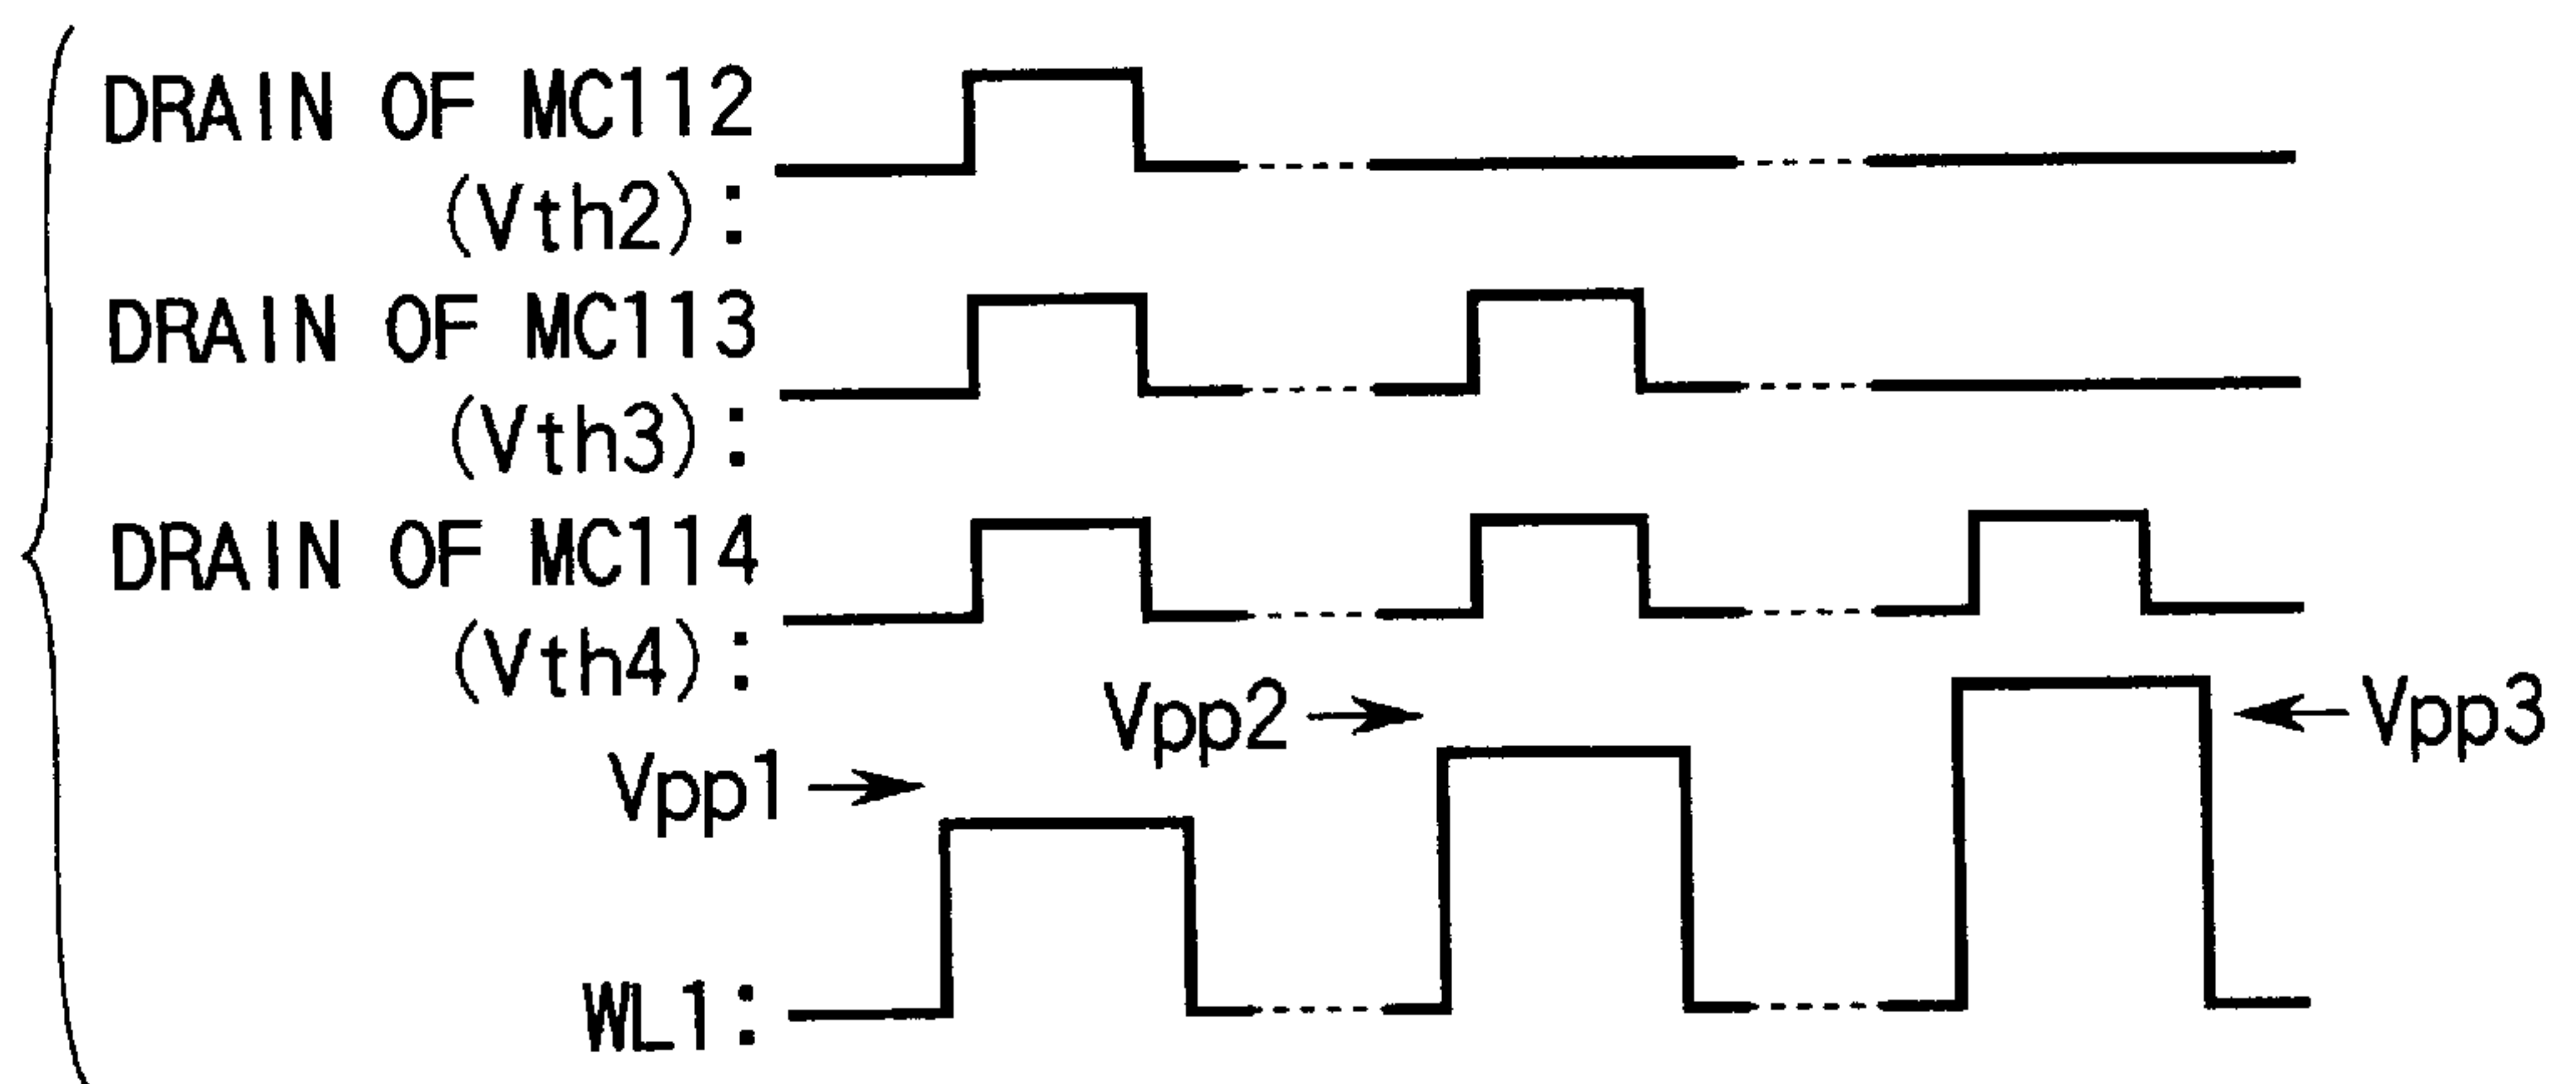 DRAIN OF MC112
(Vth2):
DRAIN OF MC113
(Vth3):
DRAIN OF MC114
(Vth4):
Vpp1
Vpp2
Vpp3
WL1: